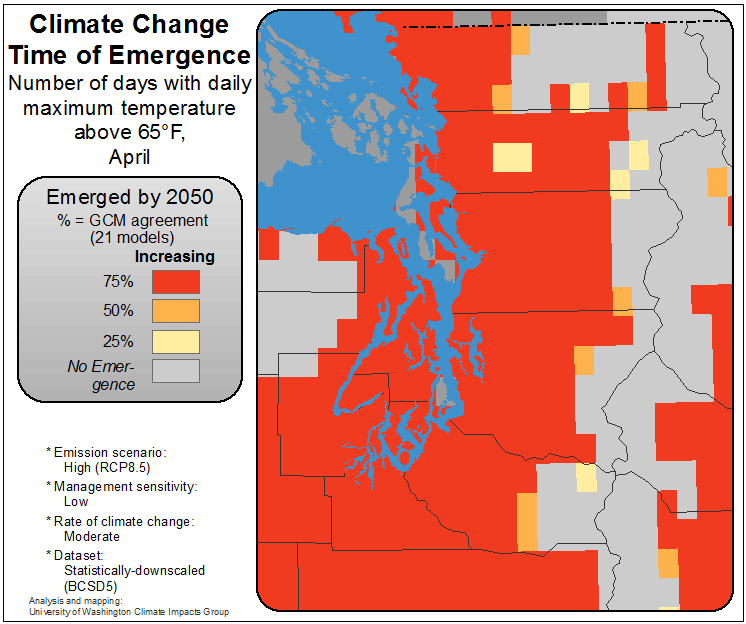 Climate Change
Time of Emergence
Number of days with daily
maximum temperature
above 65°F,
April
Emerged by 2050
% = GCM agreement
(21 models)
Increasing
75%
50%
25%
No Emer-
gence
* Emission scenario:
High (RCP8.5)
* Management sensitivity:
Low
* Rate of climate change:
Moderate
* Dataset:
Statistically-downscaled
(BCSD5)
Analysis and mapping:
University of Washington Climate Impacts Group